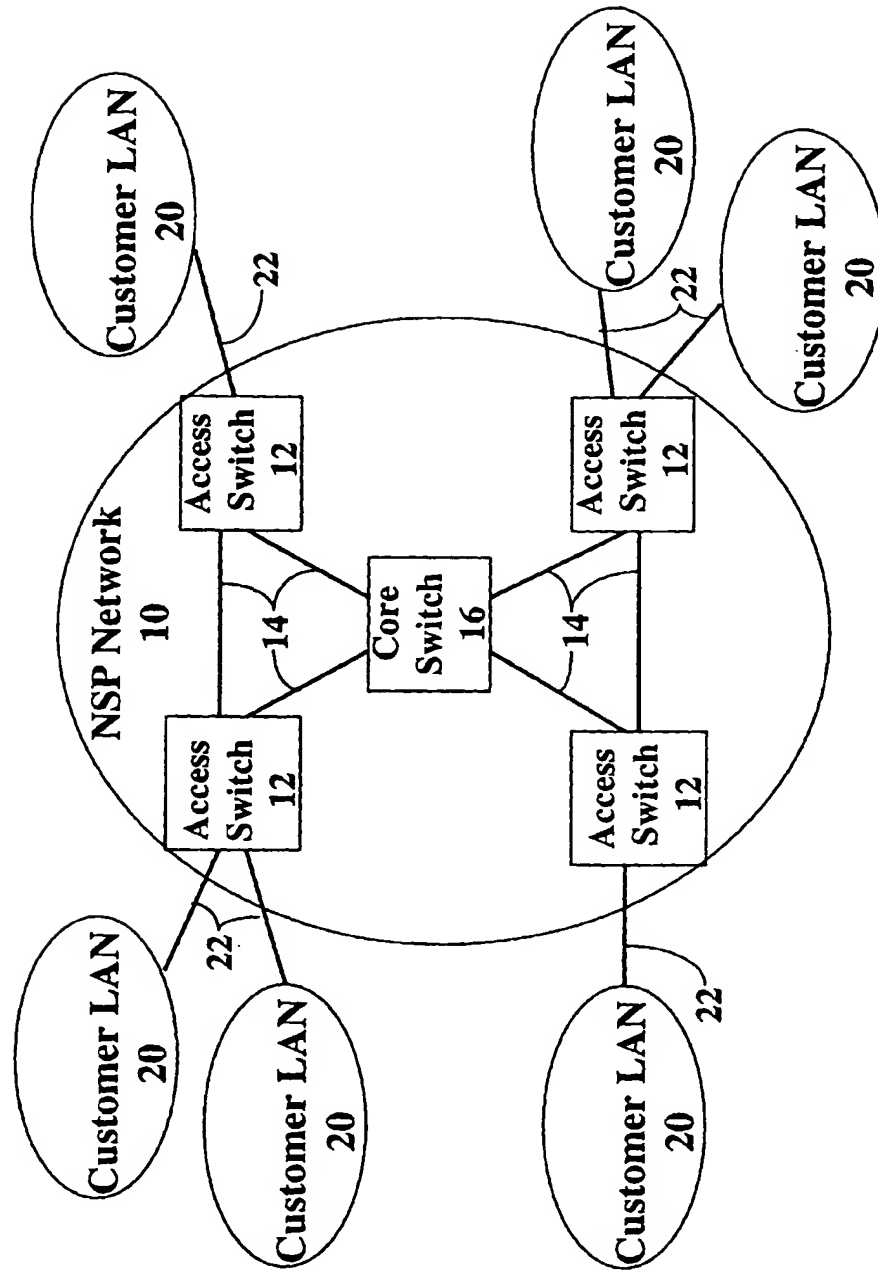 NSP Network
10
Customer LAN
20
Customer LAN
20
22
Access
Switch
12
14
Access
Switch
12
22
Customer LAN
20
Core
Switch
16
14
Customer LAN
20
22
Access
Switch
12
Access
Switch
12
22
Customer LAN
20
Customer LAN
20